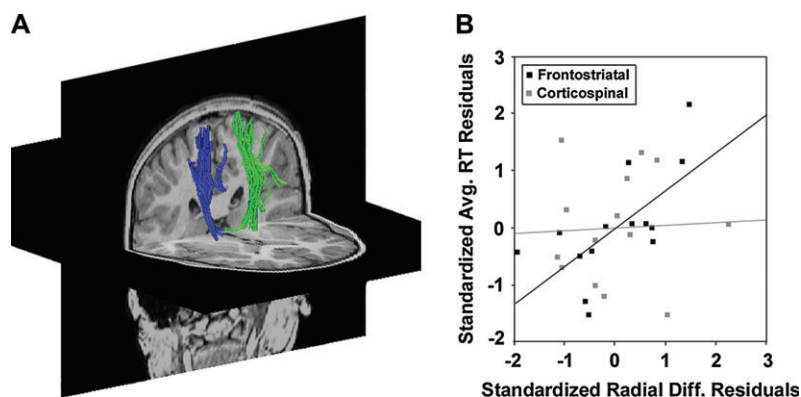 A
B
3
2
1
0
-1
-2
Standardized Avg. RT Residuals
Frontostriatal
Corticospinal
-2 -1 0 1 2 3
Standardized Radial Diff. Residuals